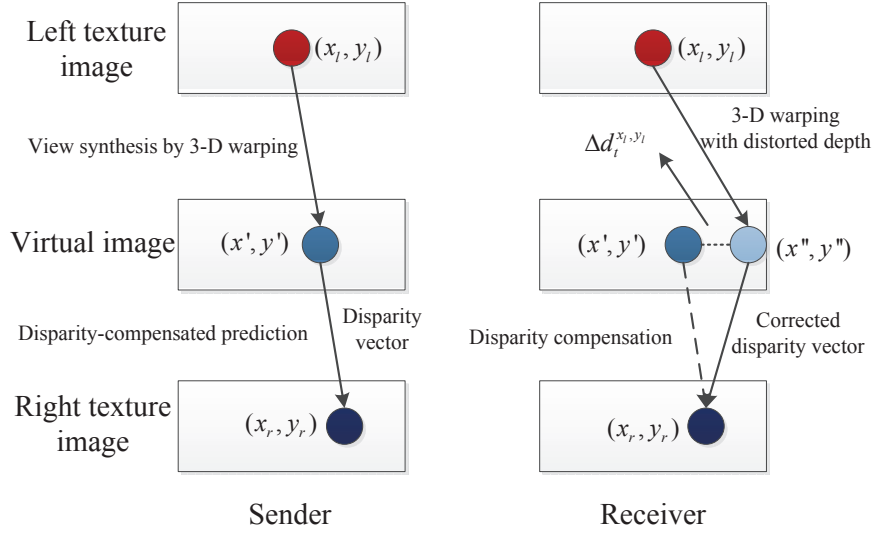 Left texture
image
(x_l, y_l)
View synthesis by 3-D warping
Virtual image
(x', y')
Disparity-compensated prediction
Disparity
vector
Right texture
image
(x_r, y_r)
Sender
(x_l, y_l)
3-D warping
with distorted depth
Δd_t^{x_l, y_l}
(x', y')
(x'', y'')
Disparity compensation
Corrected
disparity vector
(x_r, y_r)
Receiver